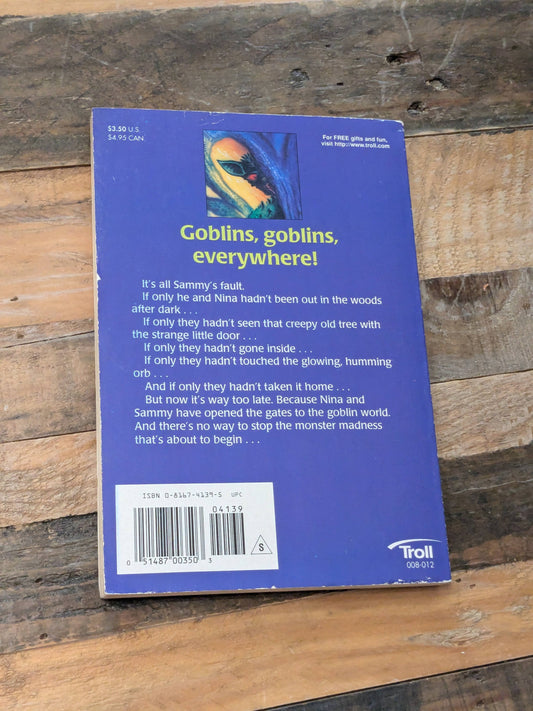 $3.50 U.S.
$4.95 CAN.
For FREE gifts and fun,
visit http://www.troll.com
Goblins, goblins,
everywhere!
It's all Sammy's fault.
If only he and Nina hadn't been out in the woods
after dark . . .
If only they hadn't seen that creepy old tree with
the strange little door . . .
If only they hadn't gone inside . . .
If only they hadn't touched the glowing, humming
orb . . .
And if only they hadn't taken it home . . .
But now it's way too late. Because Nina and
Sammy have opened the gates to the goblin world.
And there's no way to stop the monster madness
that's about to begin . . .
ISBN 0-8167-4139-5 UPC
04139
0 51487 00350 3
S
Troll
008-012